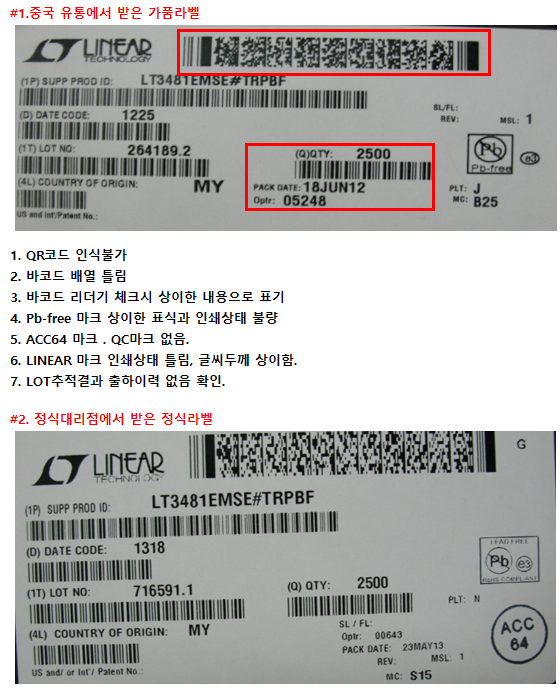 #1.중국 유통에서 받은 가품라벨
LINEAR
TECHNOLOGY
(1P) SUPP PROD ID: LT3481EMSE#TRPBF
(D) DATE CODE: 1225
SL/FL:
REV: MSL: 1
(1T) LOT NO: 264189.2
(Q)QTY: 2500
Pb
Pb-free
e3
(4L) COUNTRY OF ORIGIN: MY
PACK DATE: 18JUN12
PLT: J
Optr: 05248
MC: B25
US and Int'/Patent No.:
1. QR코드 인식불가
2. 바코드 배열 틀림
3. 바코드 리더기 체크시 상이한 내용으로 표기
4. Pb-free 마크 상이한 표식과 인쇄상태 불량
5. ACC64 마크 . QC마크 없음.
6. LINEAR 마크 인쇄상태 틀림, 글씨두께 상이함.
7. LOT추적결과 출하이력 없음 확인.
#2. 정식대리점에서 받은 정식라벨
LINEAR
TECHNOLOGY
G
(1P) SUPP PROD ID: LT3481EMSE#TRPBF
(D) DATE CODE: 1318
LEAD FREE
Pb
e3
RoHS COMPLIANT
(1T) LOT NO: 716591.1
(Q) QTY: 2500
PLT: N
(4L) COUNTRY OF ORIGIN: MY
SL / FL:
Optr: 00643
ACC
64
PACK DATE: 23MAY13
REV: MSL: 1
US and/ or Int'/ Pat No.:
MC: S15